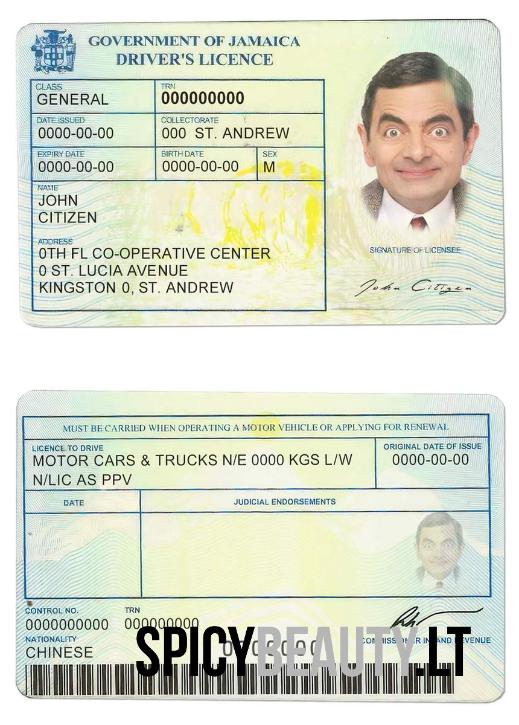 GOVERNMENT OF JAMAICA
DRIVER'S LICENCE
CLASS
GENERAL
TRN
000000000
DATE ISSUED
0000-00-00
COLLECTORATE
000 ST. ANDREW
EXPIRY DATE
0000-00-00
BIRTH DATE
0000-00-00
SEX
M
NAME
JOHN
CITIZEN
ADDRESS
0TH FL CO-OPERATIVE CENTER
0 ST. LUCIA AVENUE
KINGSTON 0, ST. ANDREW
SIGNATURE OF LICENSEE
John Citizen
MUST BE CARRIED WHEN OPERATING A MOTOR VEHICLE OR APPLYING FOR RENEWAL
LICENCE TO DRIVE
MOTOR CARS & TRUCKS N/E 0000 KGS L/W
N/LIC AS PPV
ORIGINAL DATE OF ISSUE
0000-00-00
DATE
JUDICIAL ENDORSEMENTS
CONTROL NO.
0000000000
TRN
000000000
NATIONALITY
CHINESE
COMMISSIONER INLAND REVENUE
SPICYBEAUTY.LT